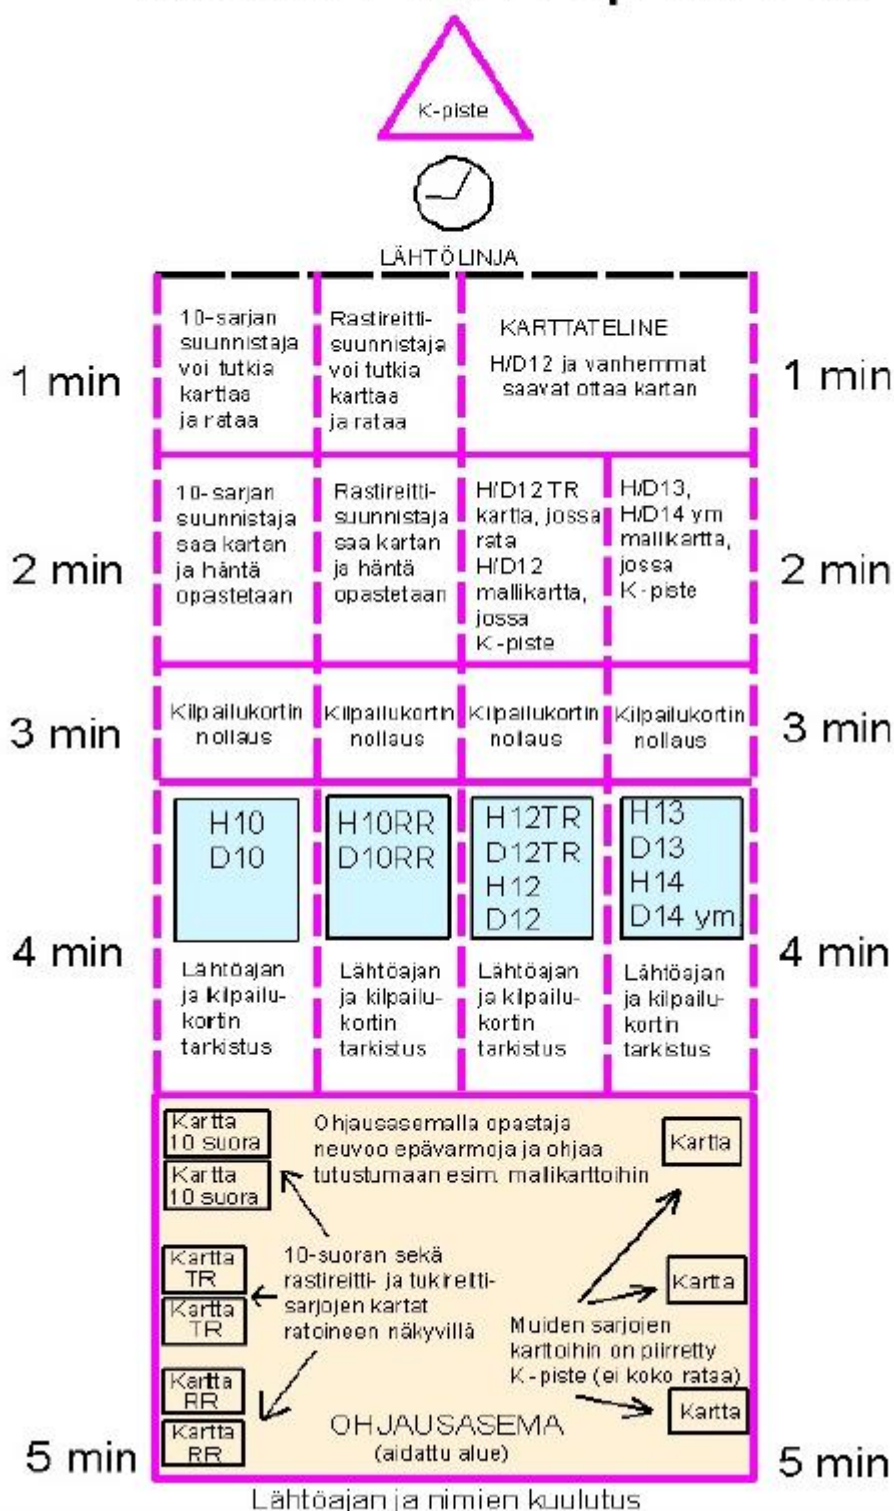 K-piste
LÄHTÖLINJA
1 min
10-sarjan
suunnistaja
voi tutkia
karttaa
ja rataa
Rastireitti-
suunnistaja
voi tutkia
karttaa
ja rataa
KARTTATELINE
H/D12 ja vanhemmat
saavat ottaa kartan
1 min
2 min
10-sarjan
suunnistaja
saa kartan
ja häntä
opastetaan
Rastireitti-
suunnistaja
saa kartan
ja häntä
opastetaan
H/D12 TR
kartta, jossa
rata
H/D12
mallikartta,
jossa
K-piste
H/D13,
H/D14 ym
mallikartta,
jossa
K-piste
2 min
3 min
Kilpailukortin
nollaus
Kilpailukortin
nollaus
Kilpailukortin
nollaus
Kilpailukortin
nollaus
3 min
4 min
H10
D10
Lähtöajan
ja kilpailu-
kortin
tarkistus
H10RR
D10RR
Lähtöajan
ja kilpailu-
kortin
tarkistus
H12TR
D12TR
H12
D12
Lähtöajan
ja kilpailu-
kortin
tarkistus
H13
D13
H14
D14 ym.
Lähtöajan
ja kilpailu-
kortin
tarkistus
4 min
Kartta
10 suora
Kartta
10 suora
Ohjausasemalla opastaja
neuvoo epävarmoja ja ohjaa
tutustumaan esim. mallikarttoihin
Kartta
Kartta
TR
Kartta
TR
10-suoran sekä
rastireitti- ja tukireitti-
sarjojen kartat
ratoineen näkyvillä
Kartta
Muiden sarjojen
karttoihin on piirretty
K-piste (ei koko rataa)
Kartta
RR
Kartta
RR
Kartta
OHJAUSASEMA
(aidattu alue)
5 min
5 min
Lähtöajan ja nimien kuulutus